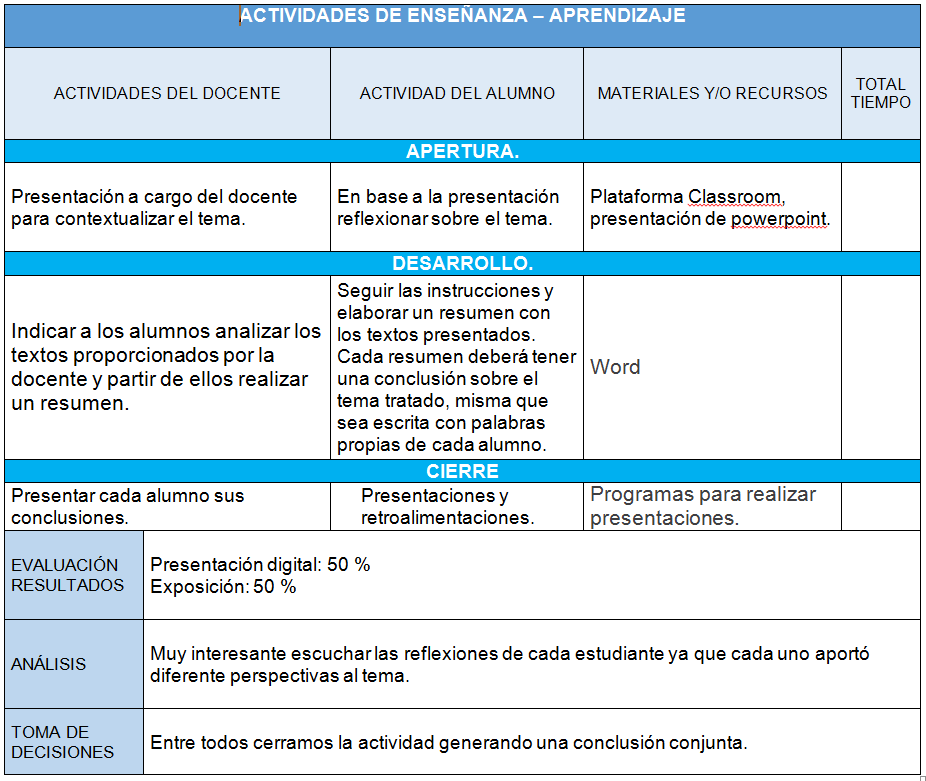 ACTIVIDADES DE ENSEÑANZA – APRENDIZAJE
ACTIVIDADES DEL DOCENTE
ACTIVIDAD DEL ALUMNO
MATERIALES Y/O RECURSOS
TOTAL
TIEMPO
APERTURA.
Presentación a cargo del docente
para contextualizar el tema.
En base a la presentación
reflexionar sobre el tema.
Plataforma Classroom,
presentación de powerpoint.
DESARROLLO.
Indicar a los alumnos analizar los
textos proporcionados por la
docente y partir de ellos realizar
un resumen.
Seguir las instrucciones y
elaborar un resumen con
los textos presentados.
Cada resumen deberá tener
una conclusión sobre el
tema tratado, misma que
sea escrita con palabras
propias de cada alumno.
Word
CIERRE
Presentar cada alumno sus
conclusiones.
Presentaciones y
retroalimentaciones.
Programas para realizar
presentaciones.
EVALUACIÓN
RESULTADOS
Presentación digital: 50 %
Exposición: 50 %
ANÁLISIS
Muy interesante escuchar las reflexiones de cada estudiante ya que cada uno aportó
diferente perspectivas al tema.
TOMA DE
DECISIONES
Entre todos cerramos la actividad generando una conclusión conjunta.